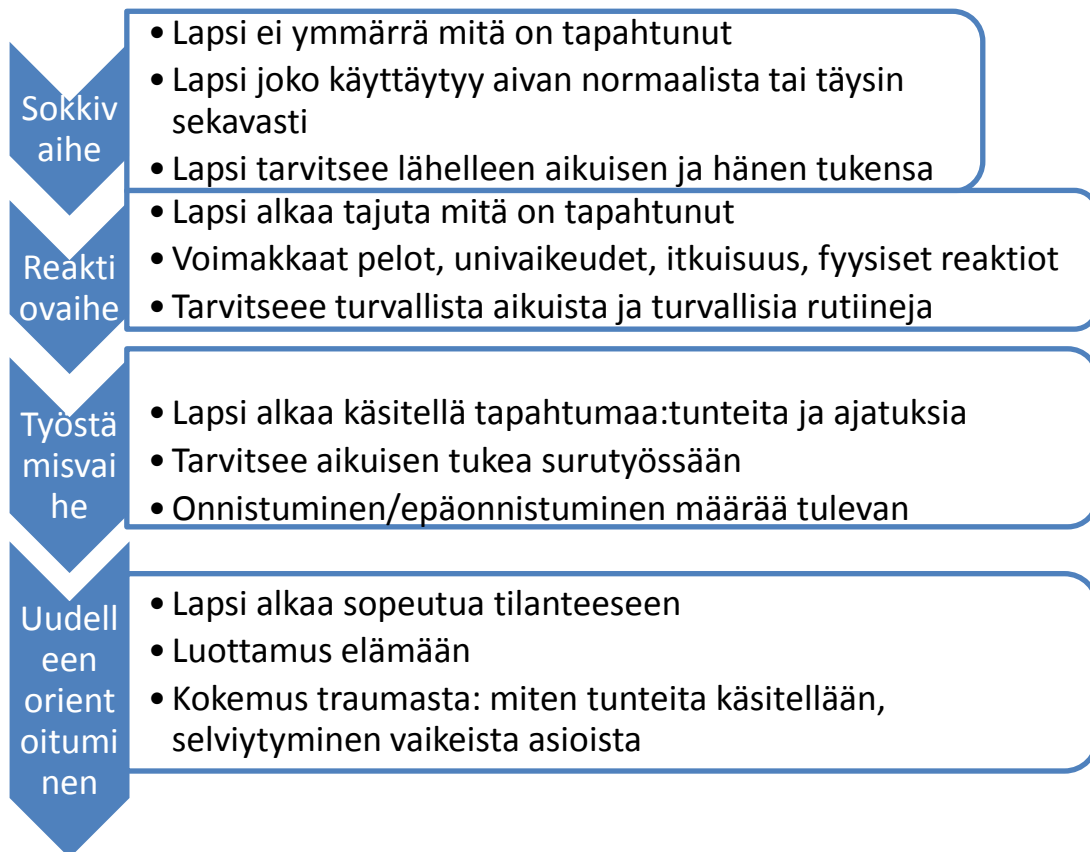 Sokkiv
aihe
• Lapsi ei ymmärrä mitä on tapahtunut
• Lapsi joko käyttäytyy aivan normaalista tai täysin
sekavasti
• Lapsi tarvitsee lähelleen aikuisen ja hänen tukensa
Reakti
ovaihe
• Lapsi alkaa tajuta mitä on tapahtunut
• Voimakkaat pelot, univaikeudet, itkuisuus, fyysiset reaktiot
• Tarvitseee turvallista aikuista ja turvallisia rutiineja
Työstä
misvai
he
• Lapsi alkaa käsitellä tapahtumaa:tunteita ja ajatuksia
• Tarvitsee aikuisen tukea surutyössään
• Onnistuminen/epäonnistuminen määrää tulevan
Uudell
een
orient
oitumi
nen
• Lapsi alkaa sopeutua tilanteeseen
• Luottamus elämään
• Kokemus traumasta: miten tunteita käsitellään,
selviytyminen vaikeista asioista